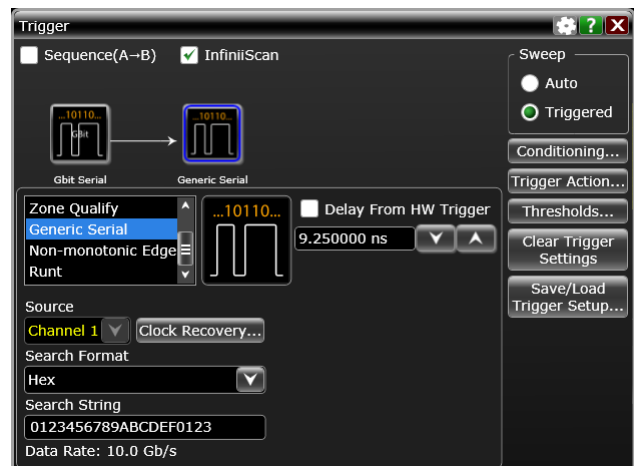 Trigger
?
X
Sequence(A→B)
InfiniiScan
...10110...
GBit
Gbit Serial
...10110...
Generic Serial
Zone Qualify
Generic Serial
Non-monotonic Edge
Runt
...10110...
Delay From HW Trigger
9.250000 ns
Source
Channel 1
Clock Recovery...
Search Format
Hex
Search String
0123456789ABCDEF0123
Data Rate: 10.0 Gb/s
Sweep
Auto
Triggered
Conditioning...
Trigger Action...
Thresholds...
Clear Trigger
Settings
Save/Load
Trigger Setup...